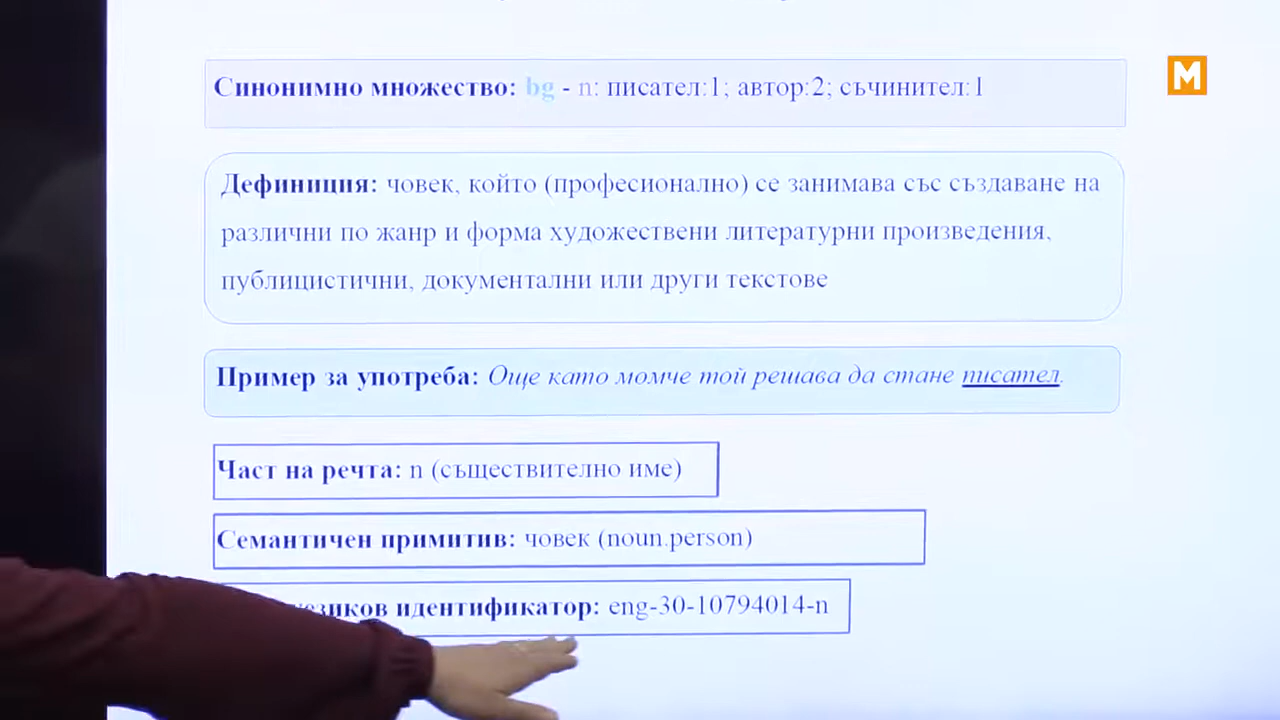 Синонимно множество: bg - n: писател:1; автор:2; съчинител:1
M
Дефиниция: човек, който (професионално) се занимава със създаване на
различни по жанр и форма художествени литературни произведения,
публицистични, документални или други текстове
Пример за употреба: Още като момче той решава да стане писател.
Част на речта: n (съществително име)
Семантичен примитив: човек (noun.person)
идентификатор: eng-30-10794014-n